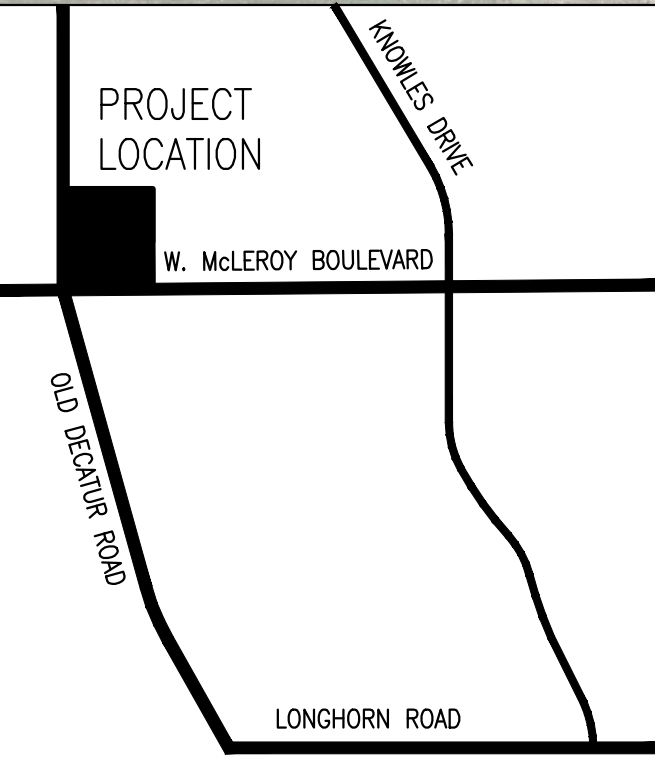 KNOWLES DRIVE
PROJECT
LOCATION
W. McLEROY BOULEVARD
OLD DECATUR ROAD
LONGHORN ROAD